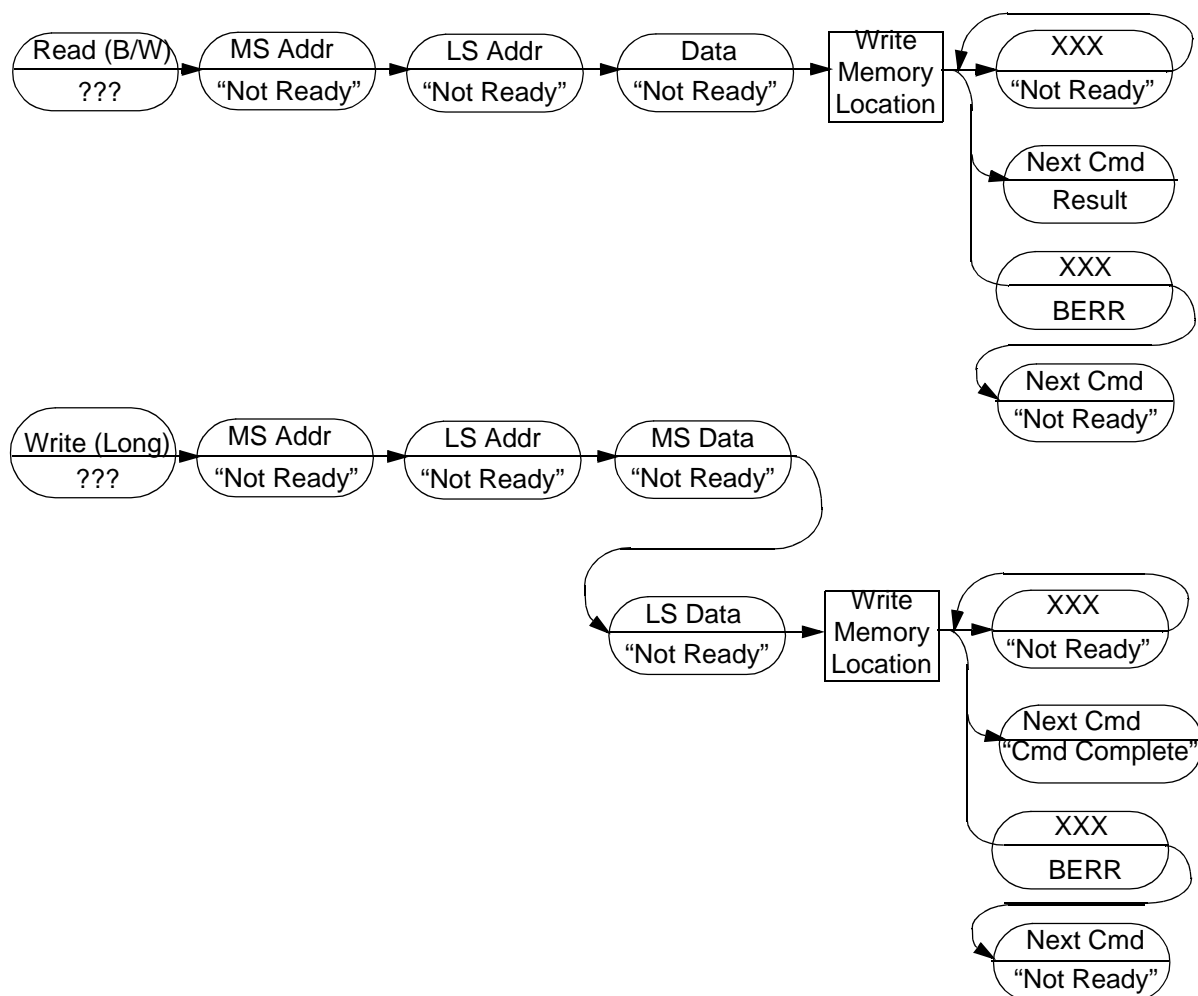 Read (B/W)
???
MS Addr
“Not Ready”
LS Addr
“Not Ready”
Data
“Not Ready”
Write
Memory
Location
XXX
“Not Ready”
Next Cmd
Result
XXX
BERR
Next Cmd
“Not Ready”
Write (Long)
???
MS Addr
“Not Ready”
LS Addr
“Not Ready”
MS Data
“Not Ready”
LS Data
“Not Ready”
Write
Memory
Location
XXX
“Not Ready”
Next Cmd
“Cmd Complete”
XXX
BERR
Next Cmd
“Not Ready”